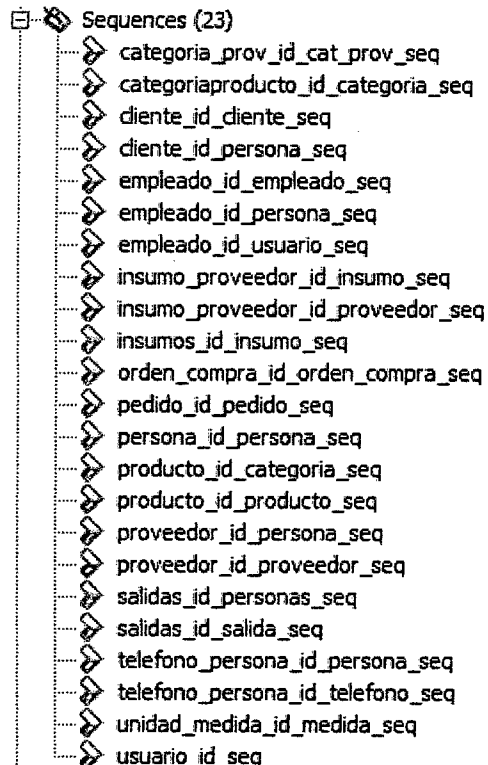 Sequences (23)
categoria_prov_id_cat_prov_seq
categoriaproducto_id_categoria_seq
cliente_id_cliente_seq
cliente_id_persona_seq
empleado_id_empleado_seq
empleado_id_persona_seq
empleado_id_usuario_seq
insumo_proveedor_id_insumo_seq
insumo_proveedor_id_proveedor_seq
insumos_id_insumo_seq
orden_compra_id_orden_compra_seq
pedido_id_pedido_seq
persona_id_persona_seq
producto_id_categoria_seq
producto_id_producto_seq
proveedor_id_persona_seq
proveedor_id_proveedor_seq
salidas_id_personas_seq
salidas_id_salida_seq
telefono_persona_id_persona_seq
telefono_persona_id_telefono_seq
unidad_medida_id_medida_seq
usuario_id_seq